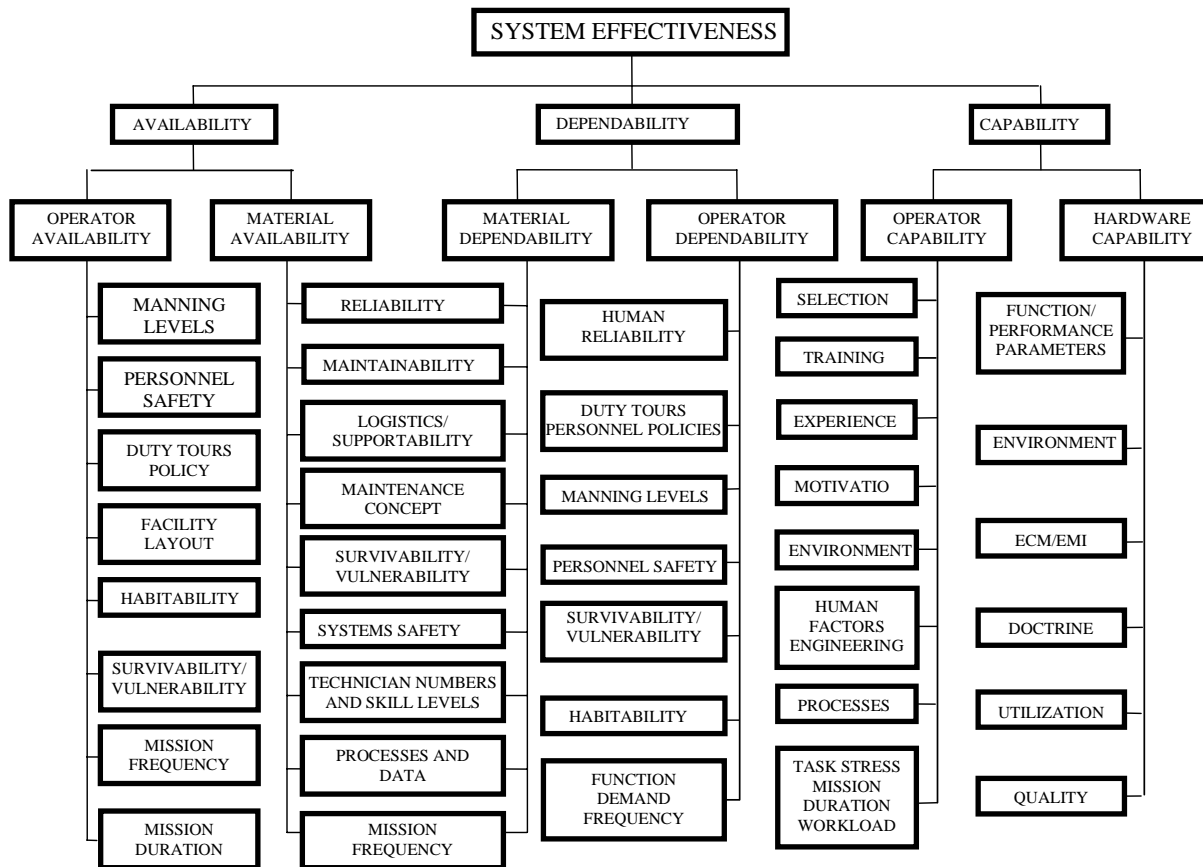 SYSTEM EFFECTIVENESS
AVAILABILITY
DEPENDABILITY
CAPABILITY
OPERATOR
AVAILABILITY
MATERIAL
AVAILABILITY
MATERIAL
DEPENDABILITY
OPERATOR
DEPENDABILITY
OPERATOR
CAPABILITY
HARDWARE
CAPABILITY
MANNING
LEVELS
PERSONNEL
SAFETY
DUTY TOURS
POLICY
FACILITY
LAYOUT
HABITABILITY
SURVIVABILITY/
VULNERABILITY
MISSION
FREQUENCY
MISSION
DURATION
RELIABILITY
MAINTAINABILITY
LOGISTICS/
SUPPORTABILITY
MAINTENANCE
CONCEPT
SURVIVABILITY/
VULNERABILITY
SYSTEMS SAFETY
TECHNICIAN NUMBERS
AND SKILL LEVELS
PROCESSES AND
DATA
MISSION
FREQUENCY
HUMAN
RELIABILITY
DUTY TOURS
PERSONNEL POLICIES
MANNING LEVELS
PERSONNEL SAFETY
SURVIVABILITY/
VULNERABILITY
HABITABILITY
FUNCTION
DEMAND
FREQUENCY
SELECTION
TRAINING
EXPERIENCE
MOTIVATIO
ENVIRONMENT
HUMAN
FACTORS
ENGINEERING
PROCESSES
TASK STRESS
MISSION
DURATION
WORKLOAD
FUNCTION/
PERFORMANCE
PARAMETERS
ENVIRONMENT
ECM/EMI
DOCTRINE
UTILIZATION
QUALITY